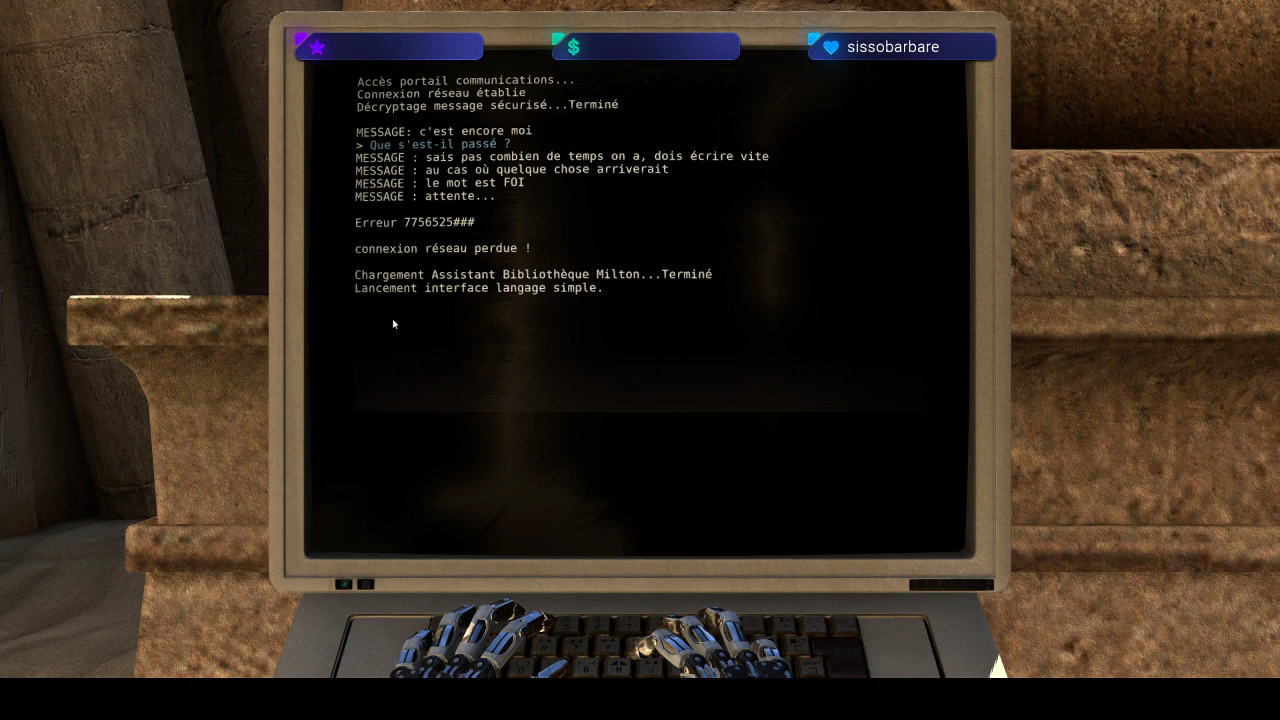 sissobarbare
Accès portail communications...
Connexion réseau établie
Décryptage message sécurisé...Terminé
MESSAGE: c'est encore moi
> Que s'est-il passé ?
MESSAGE : sais pas combien de temps on a, dois écrire vite
MESSAGE : au cas où quelque chose arriverait
MESSAGE : le mot est FOI
MESSAGE : attente...
Erreur 7756525###
connexion réseau perdue !
Chargement Assistant Bibliothèque Milton...Terminé
Lancement interface langage simple.